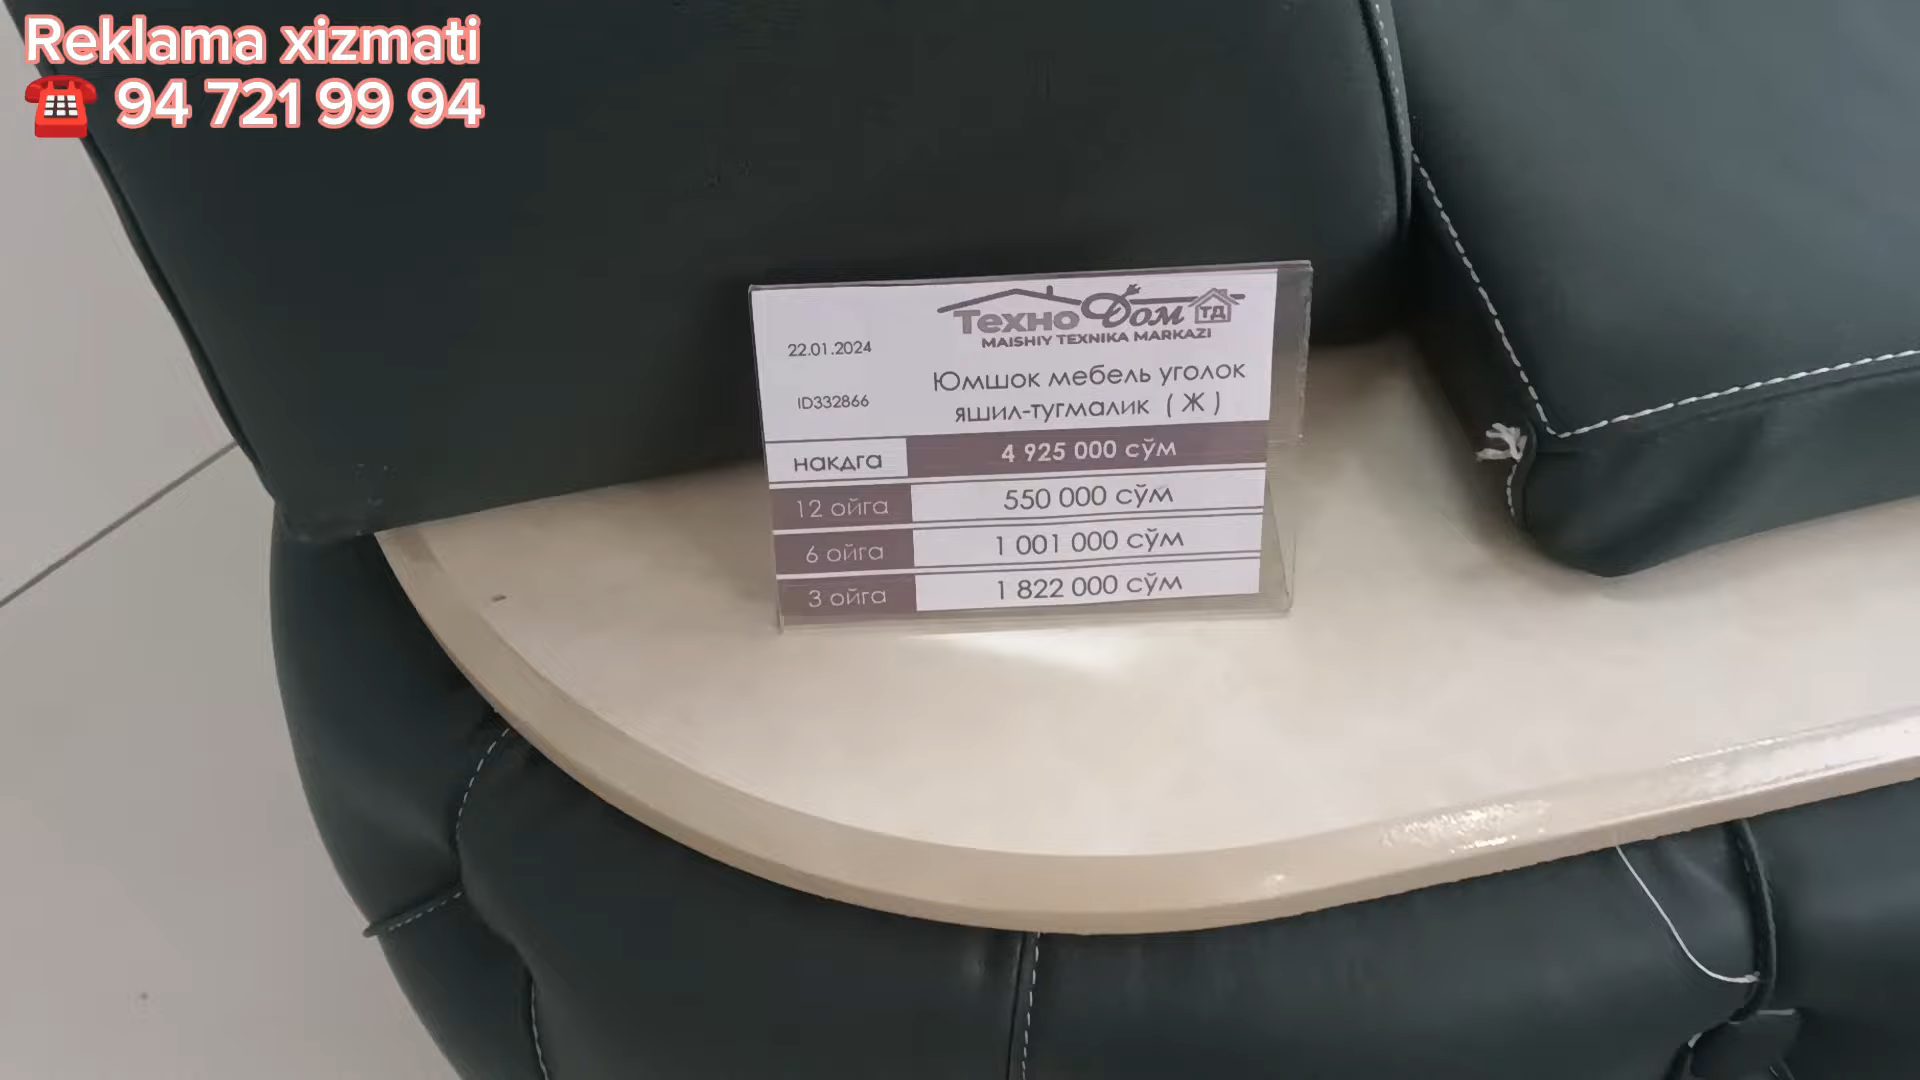 Reklama xizmati
☎ 94 721 99 94
ТехноДом ТД
MAISHIY TEXNIKA MARKAZI
22.01.2024
Юмшок мебель уголок
ID332866
яшил-тугмалик ( Ж )
накдга 4 925 000 сўм
12 ойга 550 000 сўм
6 ойга 1 001 000 сўм
3 ойга 1 822 000 сўм